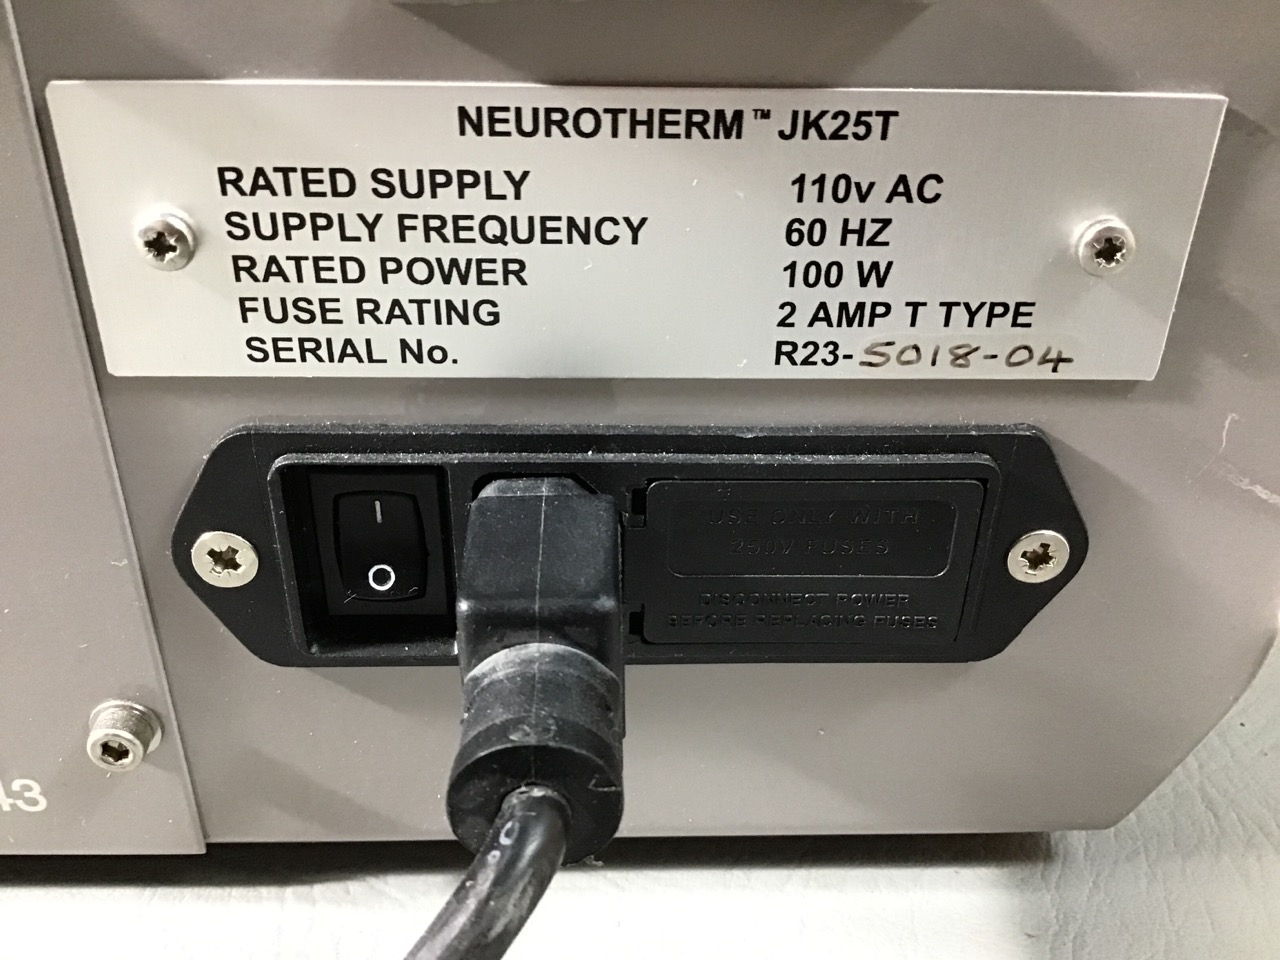 NEUROTHERM™ JK25T
RATED SUPPLY 110v AC
SUPPLY FREQUENCY 60 HZ
RATED POWER 100 W
FUSE RATING 2 AMP T TYPE
SERIAL No. R23-5018-04
USE ONLY WITH
250V FUSES
DISCONNECT POWER
BEFORE REPLACING FUSES
43